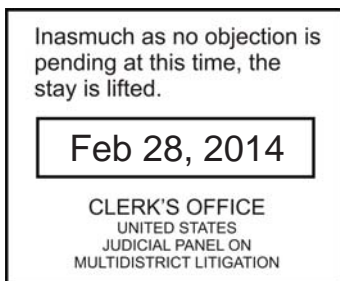 Inasmuch as no objection is
pending at this time, the
stay is lifted.
Feb 28, 2014
CLERK'S OFFICE
UNITED STATES
JUDICIAL PANEL ON
MULTIDISTRICT LITIGATION